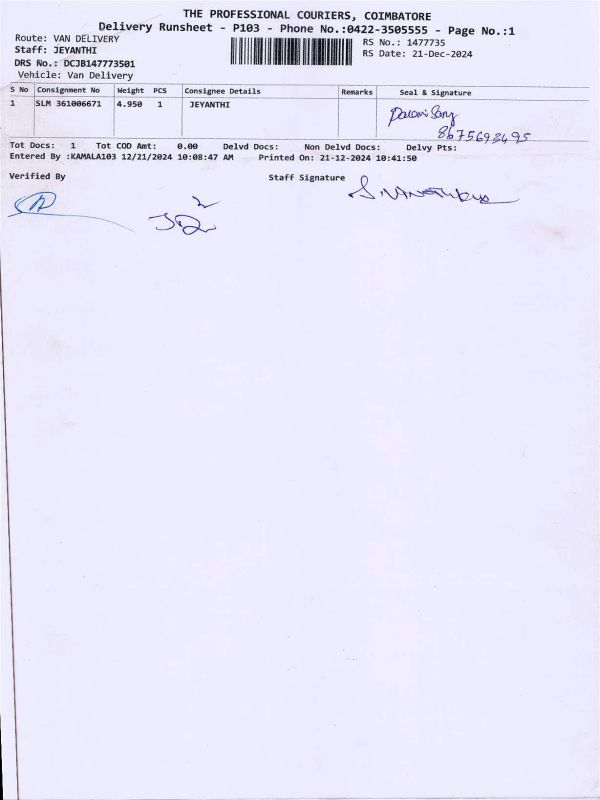 THE PROFESSIONAL COURIERS, COIMBATORE
Delivery Runsheet - P103 - Phone No.:0422-3505555 - Page No.:1
Route: VAN DELIVERY RS No.: 1477735
Staff: JEYANTHI RS Date: 21-Dec-2024
DRS No.: DCJB147773501
Vehicle: Van Delivery
S No Consignment No Weight PCS Consignee Details Remarks Seal & Signature
1 SLM 361006671 4.950 1 JEYANTHI
8675693495
Tot Docs: 1 Tot COD Amt: 0.00 Delvd Docs: Non Delvd Docs: Delvy Pts:
Entered By :KAMALA103 12/21/2024 10:08:47 AM Printed On: 21-12-2024 10:41:50
Verified By Staff Signature